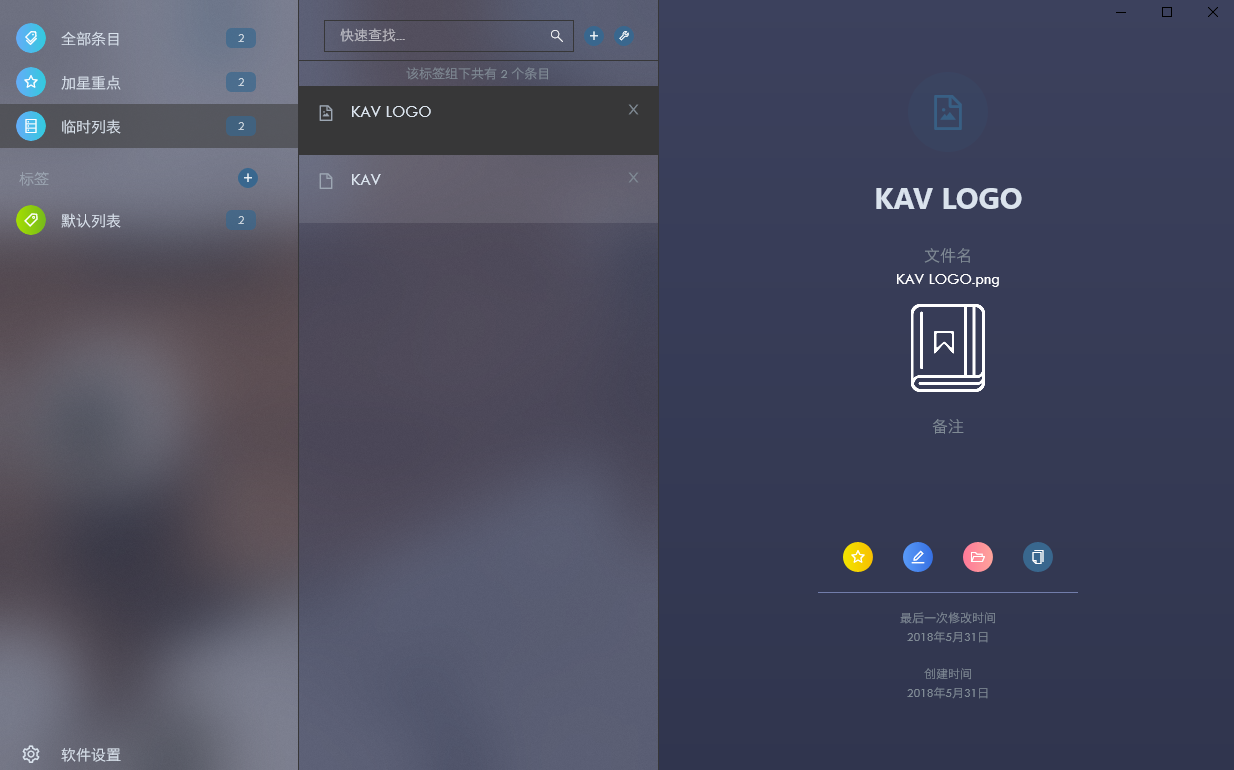 全部条目
2
加星重点
2
临时列表
2
标签
默认列表
2
软件设置
快速查找...
该标签组下共有 2 个条目
KAV LOGO
KAV
KAV LOGO
文件名
KAV LOGO.png
备注
最后一次修改时间
2018年5月31日
创建时间
2018年5月31日